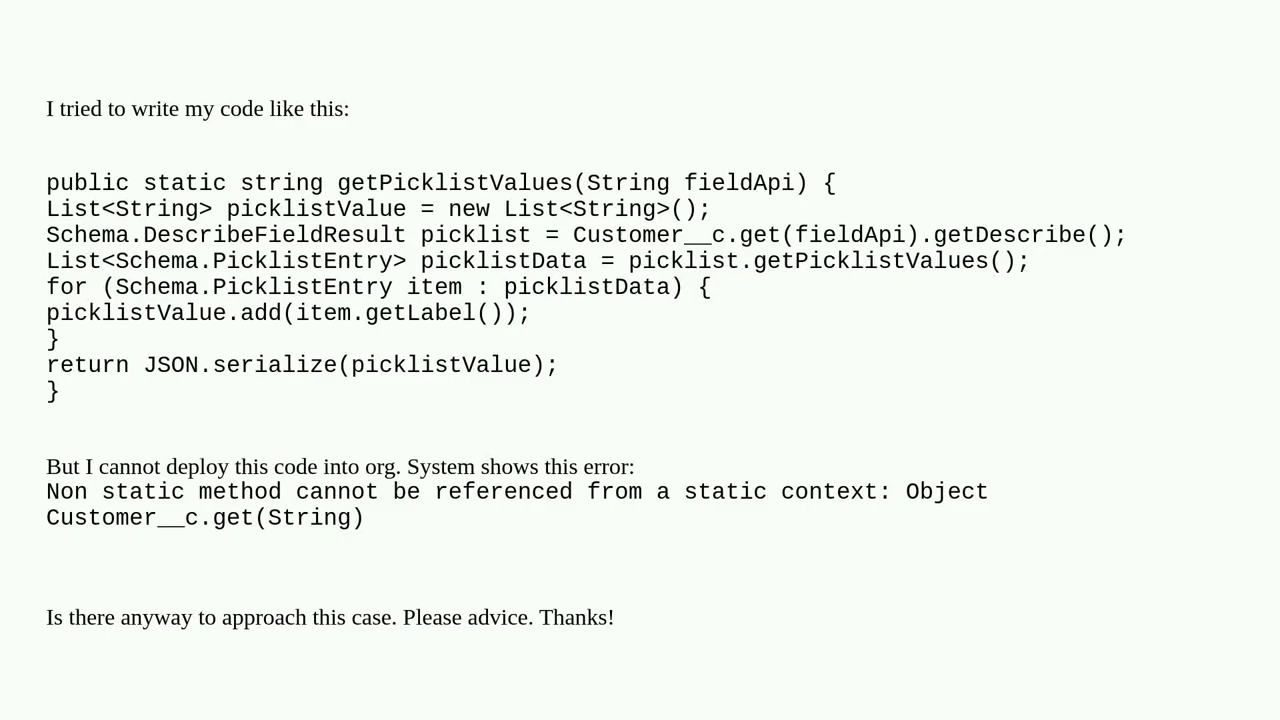 I tried to write my code like this:
public static string getPicklistValues(String fieldApi) {
List<String> picklistValue = new List<String>();
Schema.DescribeFieldResult picklist = Customer__c.get(fieldApi).getDescribe();
List<Schema.PicklistEntry> picklistData = picklist.getPicklistValues();
for (Schema.PicklistEntry item : picklistData) {
picklistValue.add(item.getLabel());
}
return JSON.serialize(picklistValue);
}
But I cannot deploy this code into org. System shows this error:
Non static method cannot be referenced from a static context: Object
Customer__c.get(String)
Is there anyway to approach this case. Please advice. Thanks!